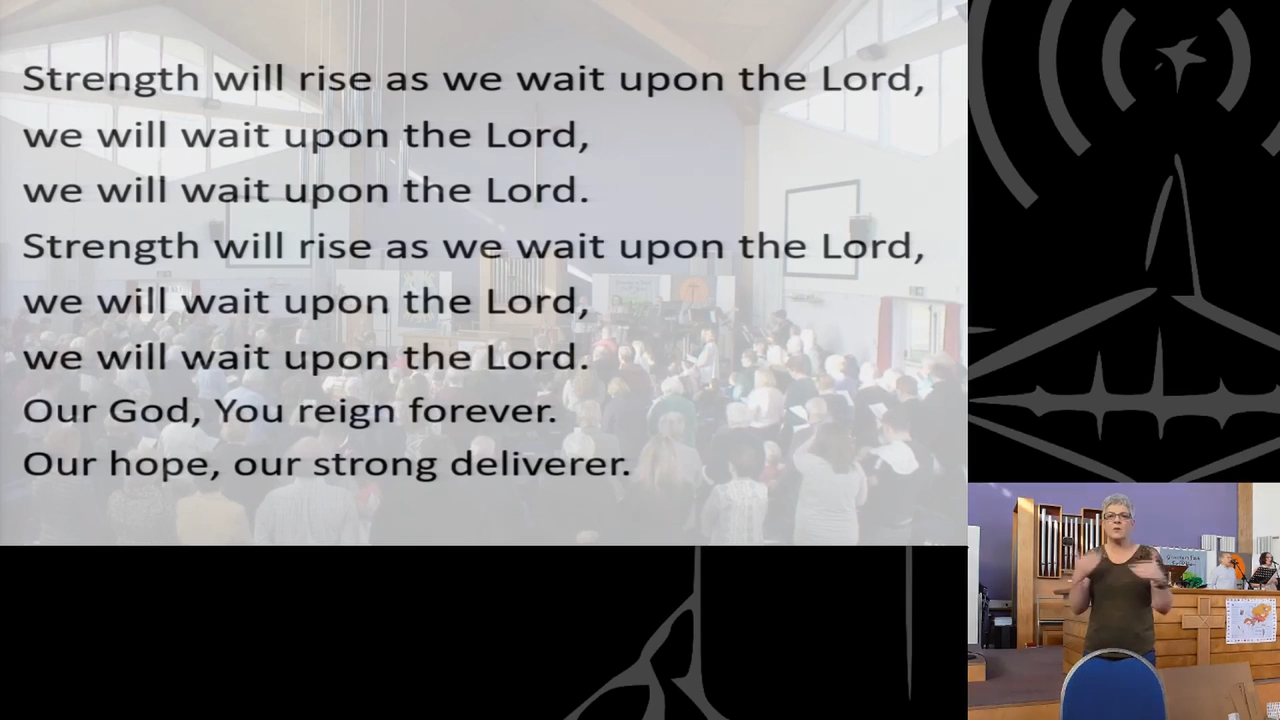 Strength will rise as we wait upon the Lord,
we will wait upon the Lord,
we will wait upon the Lord.
Strength will rise as we wait upon the Lord,
we will wait upon the Lord,
we will wait upon the Lord.
Our God, You reign forever.
Our hope, our strong deliverer.